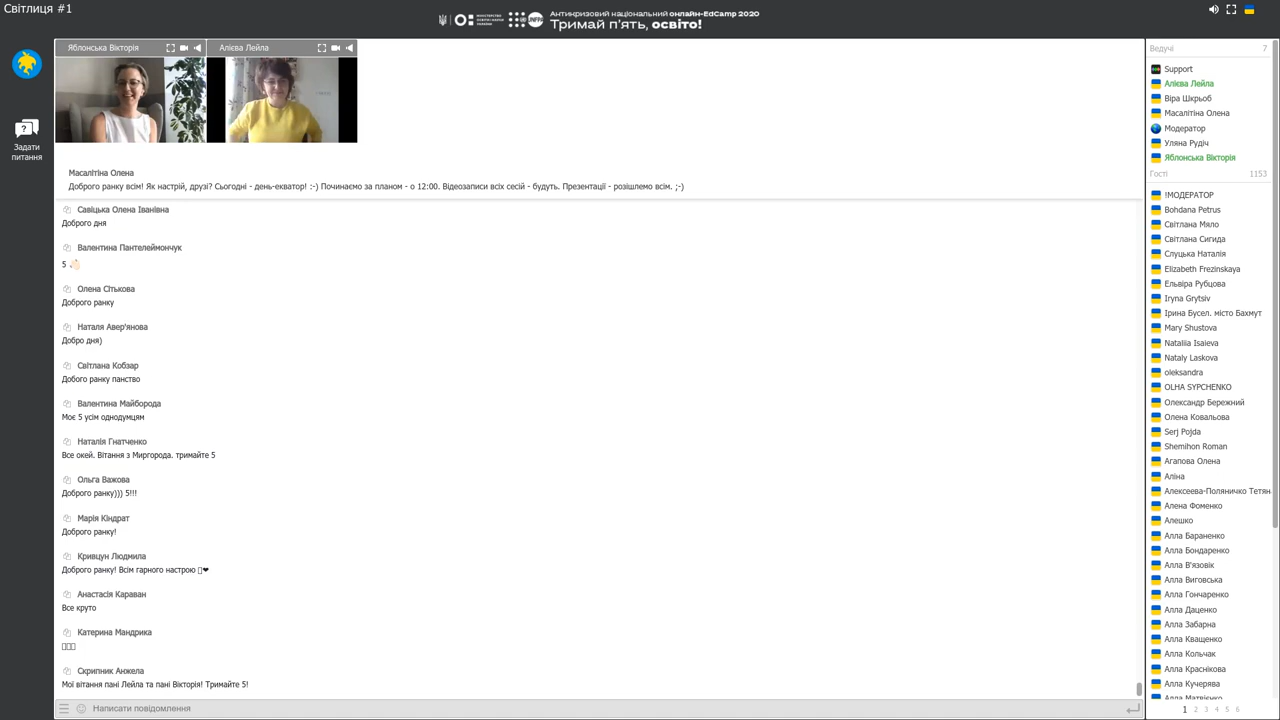 Світлиця #1
МІНІСТЕРСТВО ОСВІТИ І НАУКИ УКРАЇНИ
Антикризовий національний онлайн-EdCamp 2020
Тримай п'ять, освіто!
Задати питання
Яблонська Вікторія
Алієва Лейла
Масалітіна Олена
Доброго ранку всім! Як настрій, друзі? Сьогодні - день-екватор! :-) Починаємо за планом - о 12:00. Відеозаписи всіх сесій - будуть. Презентації - розішлемо всім. ;-)
Савіцька Олена Іванівна
Доброго дня
Валентина Пантелеймончук
5 👌🏻
Олена Сітькова
Доброго ранку
Наталя Авер'янова
Добро дня)
Світлана Кобзар
Добого ранку панство
Валентина Майборода
Моє 5 усім однодумцям
Наталія Гнатченко
Все окей. Вітання з Миргорода. тримайте 5
Ольга Важова
Доброго ранку))) 5!!!
Марія Кіндрат
Доброго ранку!
Кривцун Людмила
Доброго ранку! Всім гарного настрою ❤
Анастасія Караван
Все круто
Катерина Мандрика
Скрипник Анжела
Мої вітання пані Лейла та пані Вікторія! Тримайте 5!
Написати повідомлення
Ведучі 7
Support
Алієва Лейла
Віра Шкрьоб
Масалітіна Олена
Модератор
Уляна Рудіч
Яблонська Вікторія
Гості 1153
!МОДЕРАТОР
Bohdana Petrus
Світлана Мяло
Світлана Сигида
Слуцька Наталія
Elizabeth Frezinskaya
Ельвіра Рубцова
Iryna Grytsiv
Ірина Бусел. місто Бахмут
Mary Shustova
Nataliia Isaieva
Nataly Laskova
oleksandra
OLHA SYPCHENKO
Олександр Бережний
Олена Ковальова
Serj Pojda
Shemihon Roman
Агапова Олена
Аліна
Алексеева-Поляничко Тетян
Алена Фоменко
Алешко
Алла Бараненко
Алла Бондаренко
Алла В'язовік
Алла Виговська
Алла Гончаренко
Алла Даценко
Алла Забарна
Алла Кващенко
Алла Кольчак
Алла Краснікова
Алла Кучерява
Алла Матвієнко
1 2 3 4 5 6